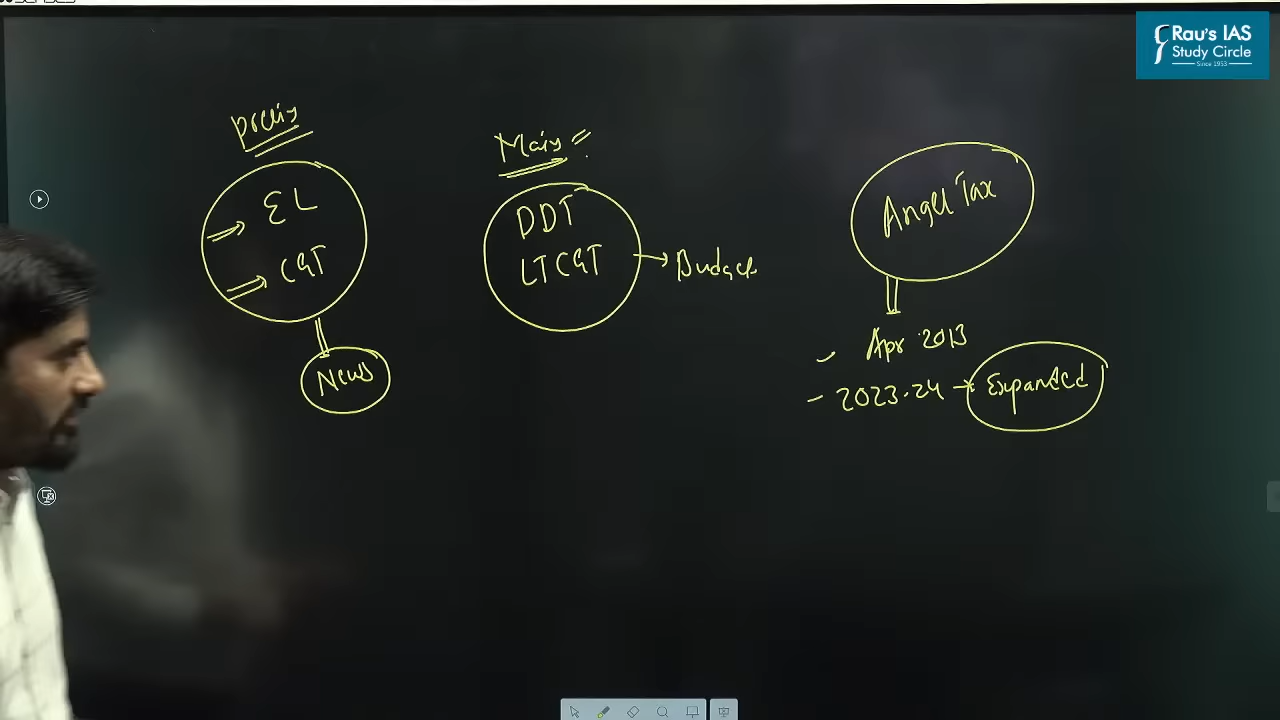 Rau's IAS
Study Circle
Since 1953
Prelims
EL
CGT
News
Mains
DDT
LTCGT
Budget
Angel Tax
- Apr 2013
- 2023-24 → Expanded